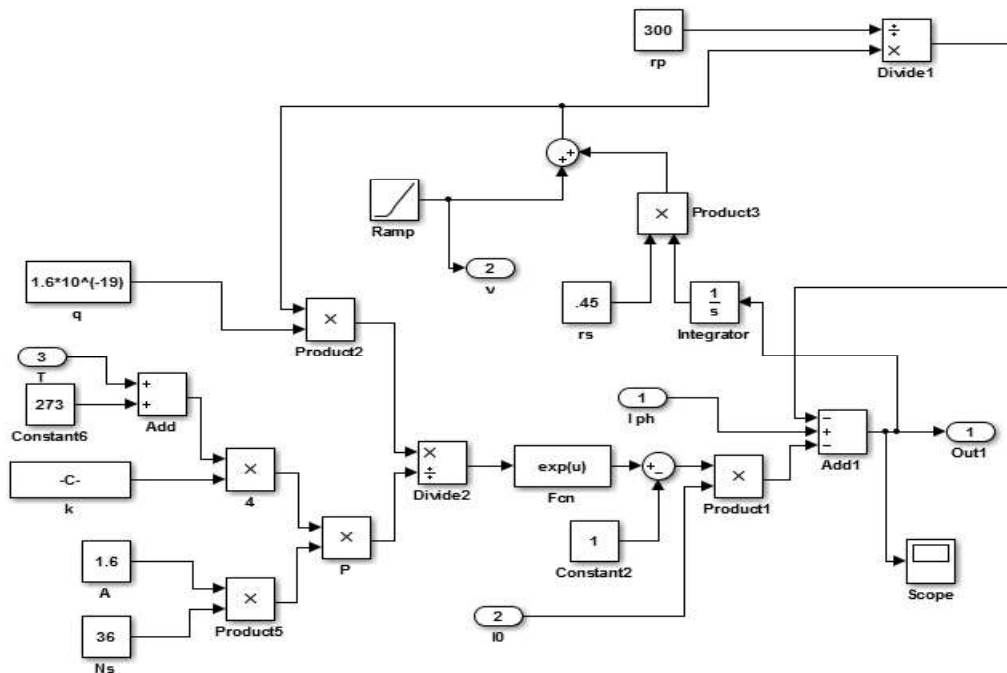 300
÷
×
rp
Divide1
+
+
Ramp
×
Product3
2
v
1.6*10^(-19)
q
×
Product2
.45
rs
1
s
Integrator
3
T
+
+
Add
273
Constant6
1
I ph
−
+
−
Add1
1
Out1
-C-
k
×
4
×
÷
Divide2
exp(u)
Fcn
+
−
×
Product1
1.6
A
×
P
1
Constant2
×
Product5
Scope
36
Ns
2
I0